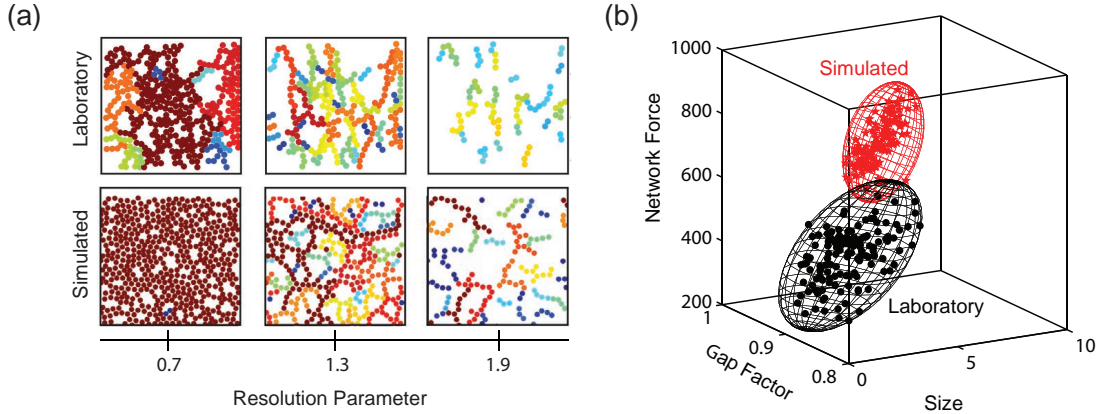 (a)
Laboratory
Simulated
0.7
1.3
1.9
Resolution Parameter
(b)
1000
800
600
400
200
Network Force
Simulated
Laboratory
1
0.9
0.8
Gap Factor
0
5
10
Size